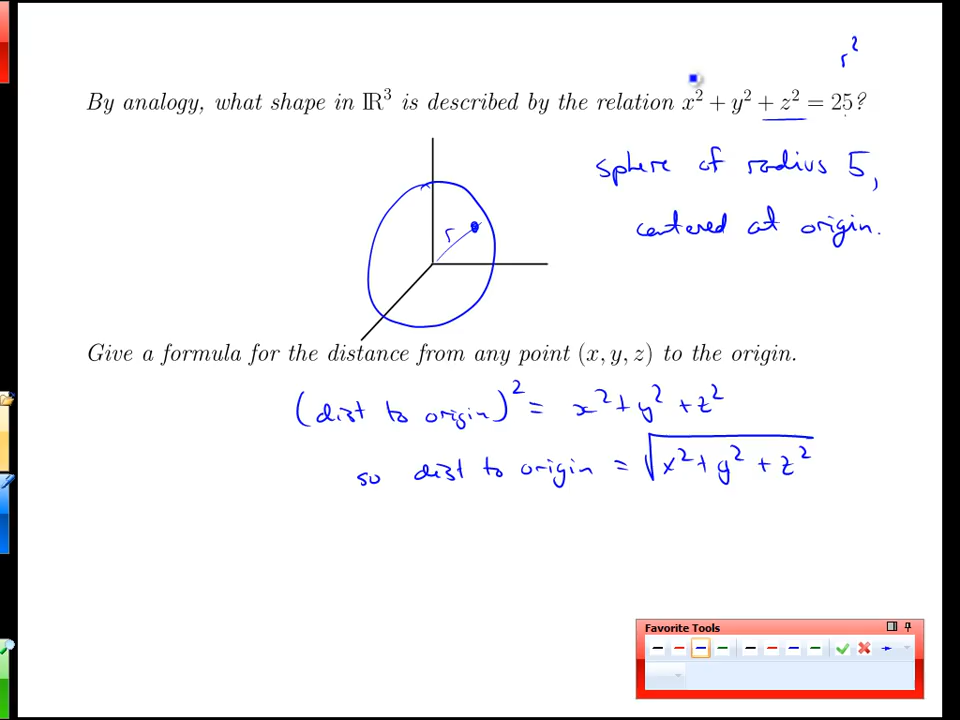 r²
By analogy, what shape in ℝ³ is described by the relation x² + y² + z² = 25?
sphere of radius 5,
centered at origin.
r
Give a formula for the distance from any point (x, y, z) to the origin.
(dist to origin)² = x² + y² + z²
so dist to origin = √(x² + y² + z²)
Favorite Tools